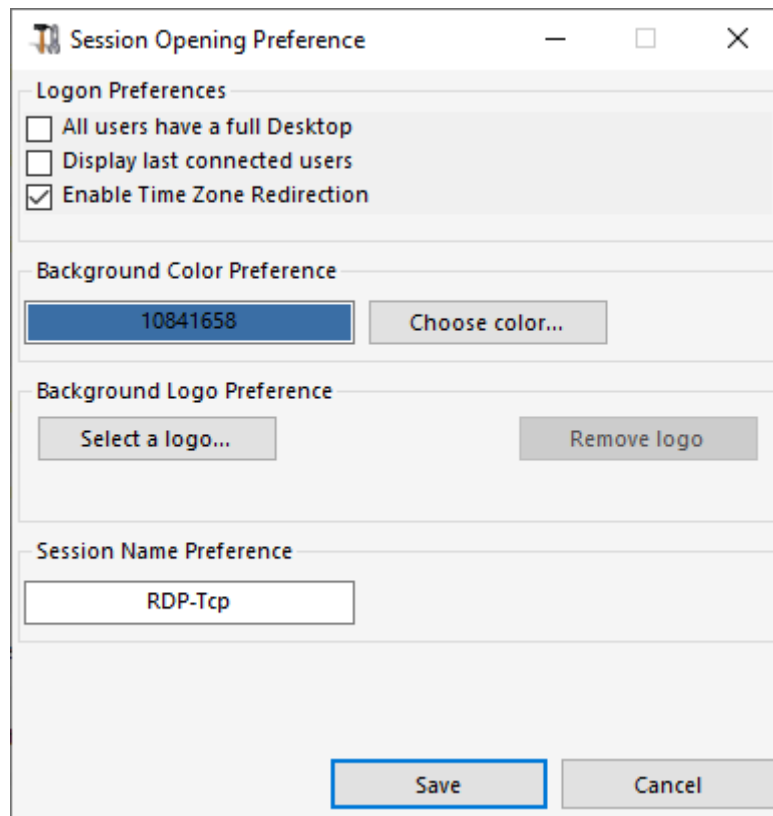 Session Opening Preference
Logon Preferences
All users have a full Desktop
Display last connected users
Enable Time Zone Redirection
Background Color Preference
10841658
Choose color...
Background Logo Preference
Select a logo...
Remove logo
Session Name Preference
RDP-Tcp
Save
Cancel